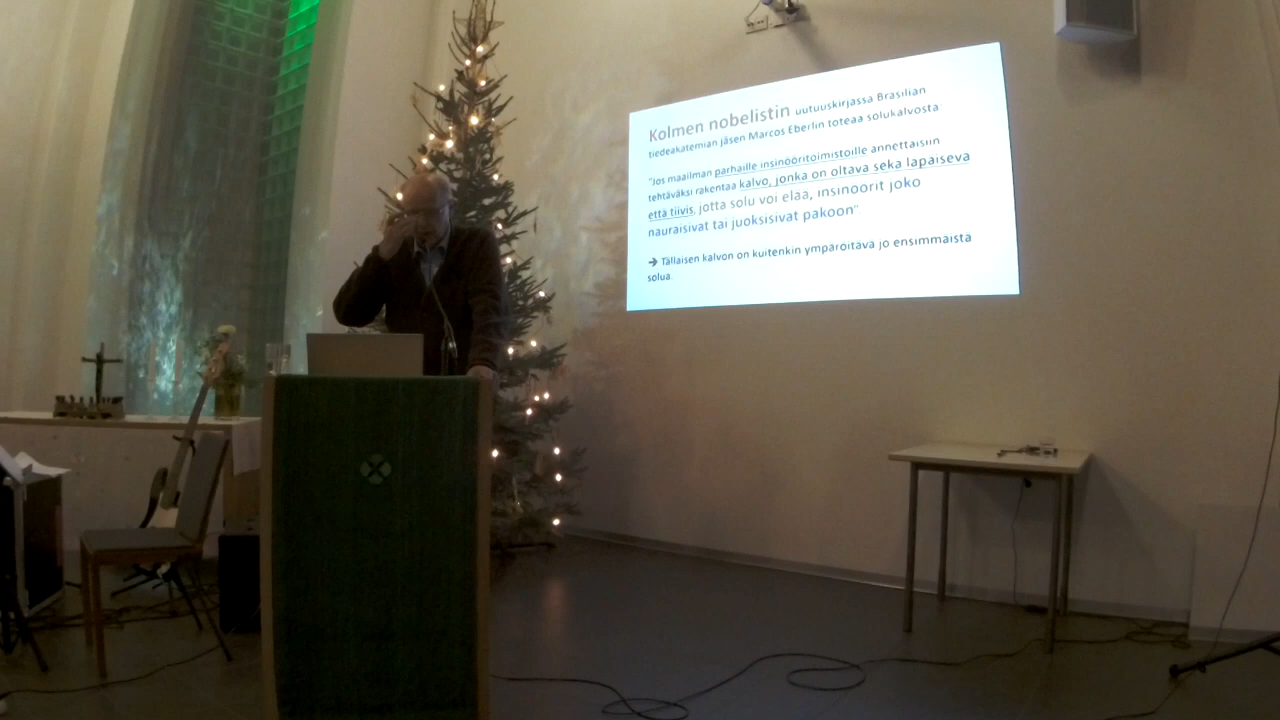 Kolmen nobelistin uutuuskirjassa Brasilian
tiedeakatemian jäsen Marcos Eberlin toteaa solukalvosta
"Jos maailman parhaille insinööritoimistoille annettaisiin
tehtäväksi rakentaa kalvo, jonka on oltava sekä läpäisevä
että tiivis, jotta solu voi elää, insinöörit joko
nauraisivat tai juoksisivat pakoon".
➔ Tällaisen kalvon on kuitenkin ympäröitävä jo ensimmäistä
solua.